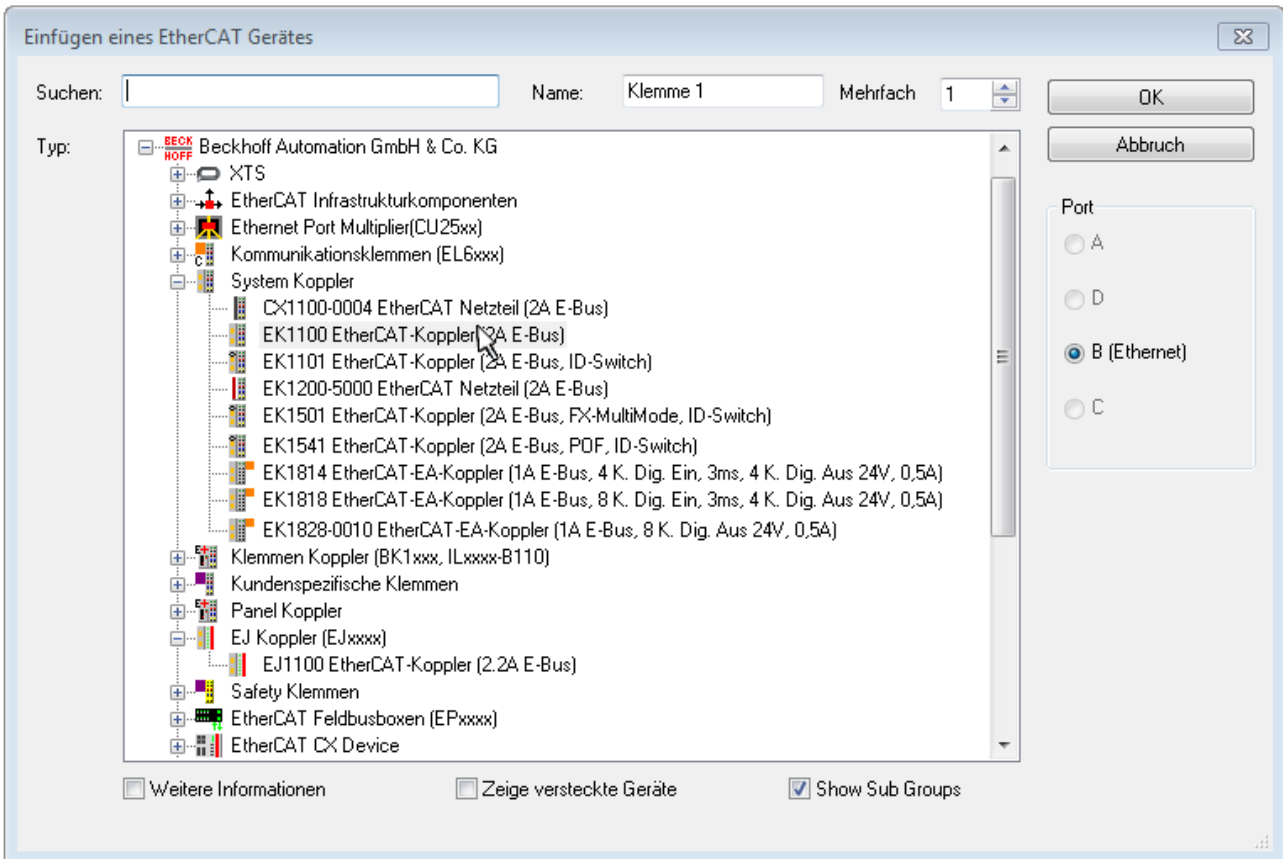 Einfügen eines EtherCAT Gerätes
Suchen:
Name:
Klemme 1
Mehrfach
1
OK
Typ:
BECK
HOFF
Beckhoff Automation GmbH & Co. KG
Abbruch
XTS
EtherCAT Infrastrukturkomponenten
Ethernet Port Multiplier(CU25xx)
Kommunikationsklemmen (EL6xxx)
System Koppler
CX1100-0004 EtherCAT Netzteil (2A E-Bus)
EK1100 EtherCAT-Koppler (2A E-Bus)
EK1101 EtherCAT-Koppler (2A E-Bus, ID-Switch)
EK1200-5000 EtherCAT Netzteil (2A E-Bus)
EK1501 EtherCAT-Koppler (2A E-Bus, FX-MultiMode, ID-Switch)
EK1541 EtherCAT-Koppler (2A E-Bus, POF, ID-Switch)
EK1814 EtherCAT-EA-Koppler (1A E-Bus, 4 K. Dig. Ein, 3ms, 4 K. Dig. Aus 24V, 0,5A)
EK1818 EtherCAT-EA-Koppler (1A E-Bus, 8 K. Dig. Ein, 3ms, 4 K. Dig. Aus 24V, 0,5A)
EK1828-0010 EtherCAT-EA-Koppler (1A E-Bus, 8 K. Dig. Aus 24V, 0,5A)
Klemmen Koppler (BK1xxx, ILxxxx-B110)
Kundenspezifische Klemmen
Panel Koppler
EJ Koppler (EJxxxx)
EJ1100 EtherCAT-Koppler (2.2A E-Bus)
Safety Klemmen
EtherCAT Feldbusboxen (EPxxxx)
EtherCAT CX Device
Port
A
D
B (Ethernet)
C
Weitere Informationen
Zeige versteckte Geräte
Show Sub Groups